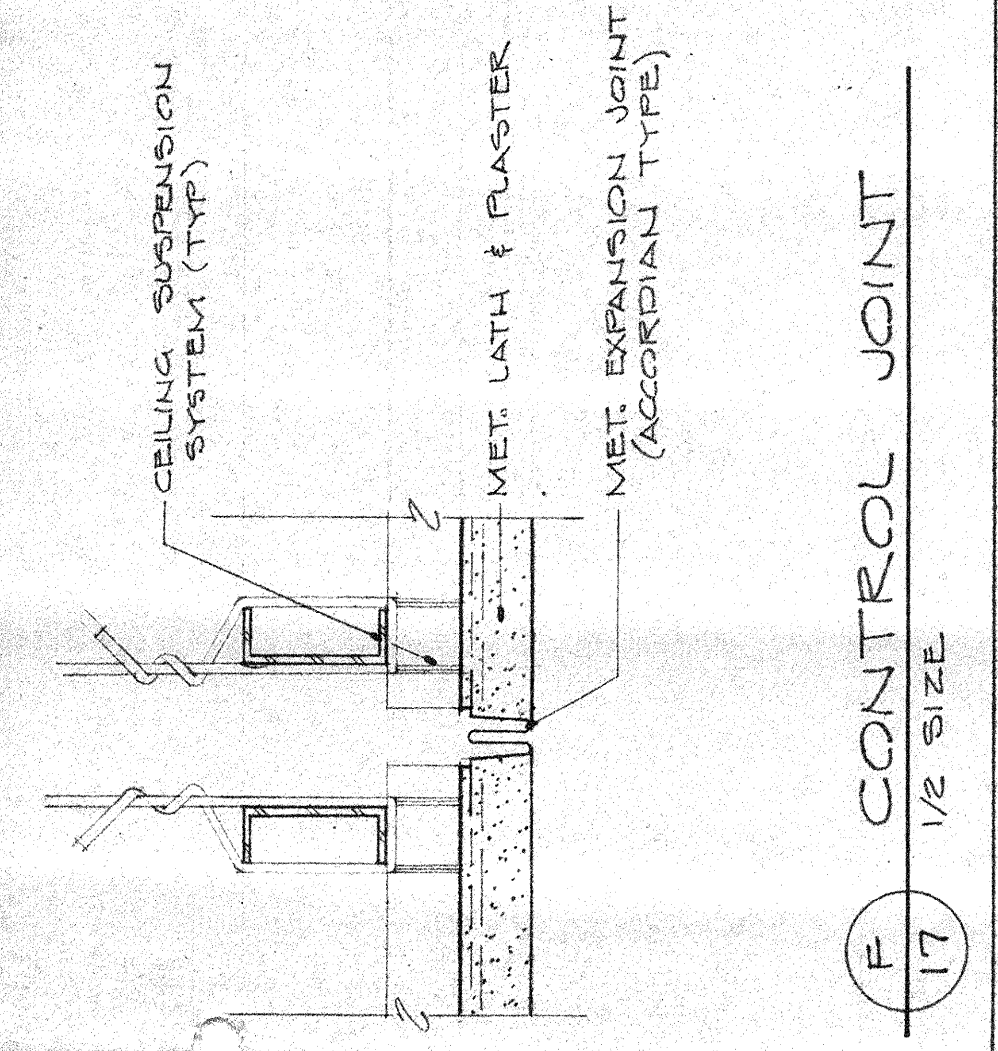 CEILING SUSPENSION
SYSTEM (TYP)
MET. LATH & PLASTER
MET. EXPANSION JOINT
(ACCORDIAN TYPE)
F
17
CONTROL JOINT
1/2 SIZE